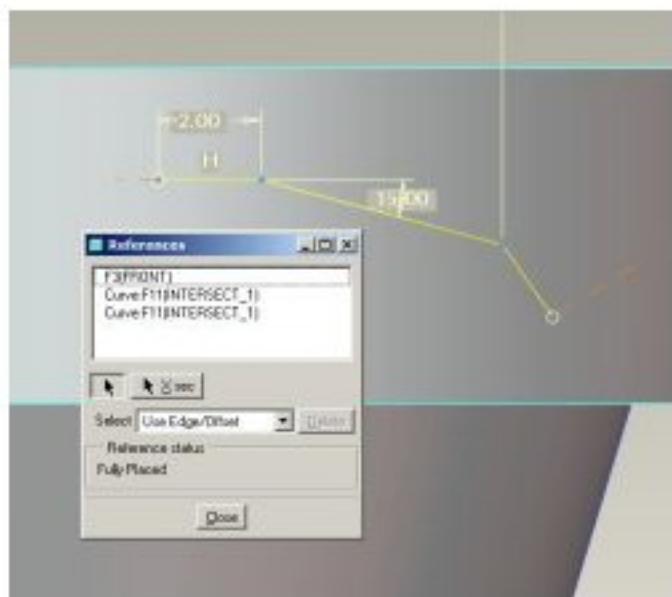 2.00
H
15.00
References
F3(FRONT)
Curve:F11(INTERSECT_1)
Curve:F11(INTERSECT_1)
X sec
Select Use Edge/Offset Delete
Reference status
Fully Placed
Close